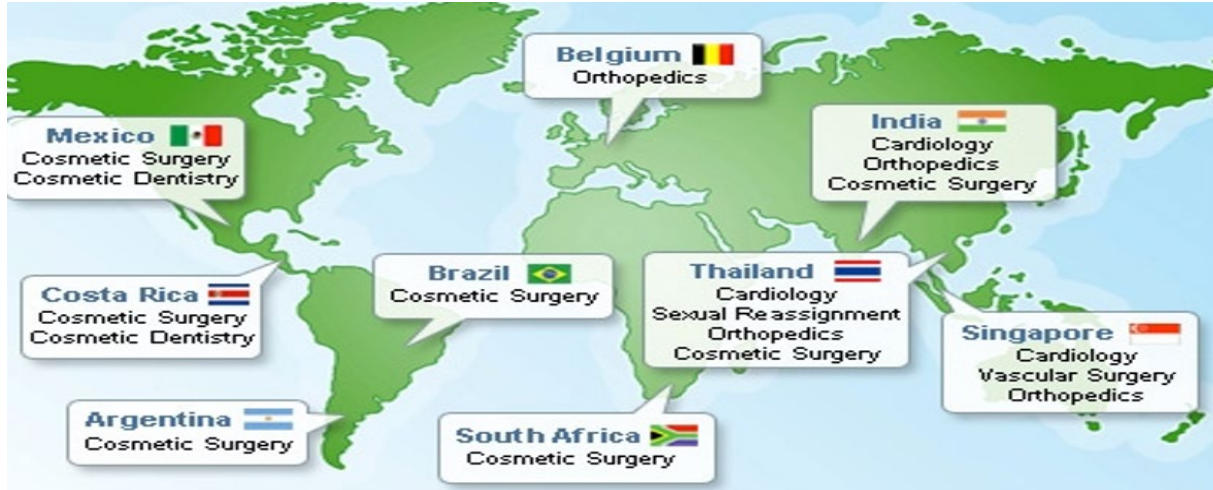 Belgium
Orthopedics
Mexico
Cosmetic Surgery
Cosmetic Dentistry
India
Cardiology
Orthopedics
Cosmetic Surgery
Costa Rica
Cosmetic Surgery
Cosmetic Dentistry
Brazil
Cosmetic Surgery
Thailand
Cardiology
Sexual Reassignment
Orthopedics
Cosmetic Surgery
Singapore
Cardiology
Vascular Surgery
Orthopedics
Argentina
Cosmetic Surgery
South Africa
Cosmetic Surgery